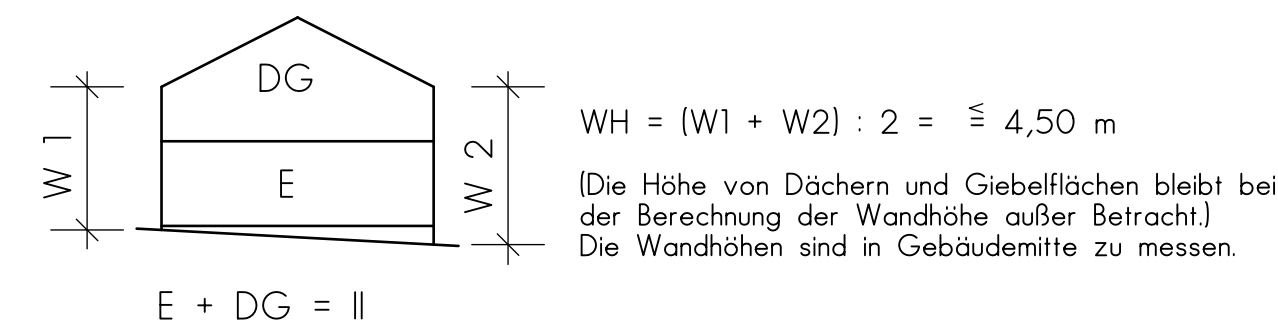 DG
W 1
E
W 2
WH = (W1 + W2) : 2 = ≦ 4,50 m
(Die Höhe von Dächern und Giebelflächen bleibt bei
der Berechnung der Wandhöhe außer Betracht.)
Die Wandhöhen sind in Gebäudemitte zu messen.
E + DG = II